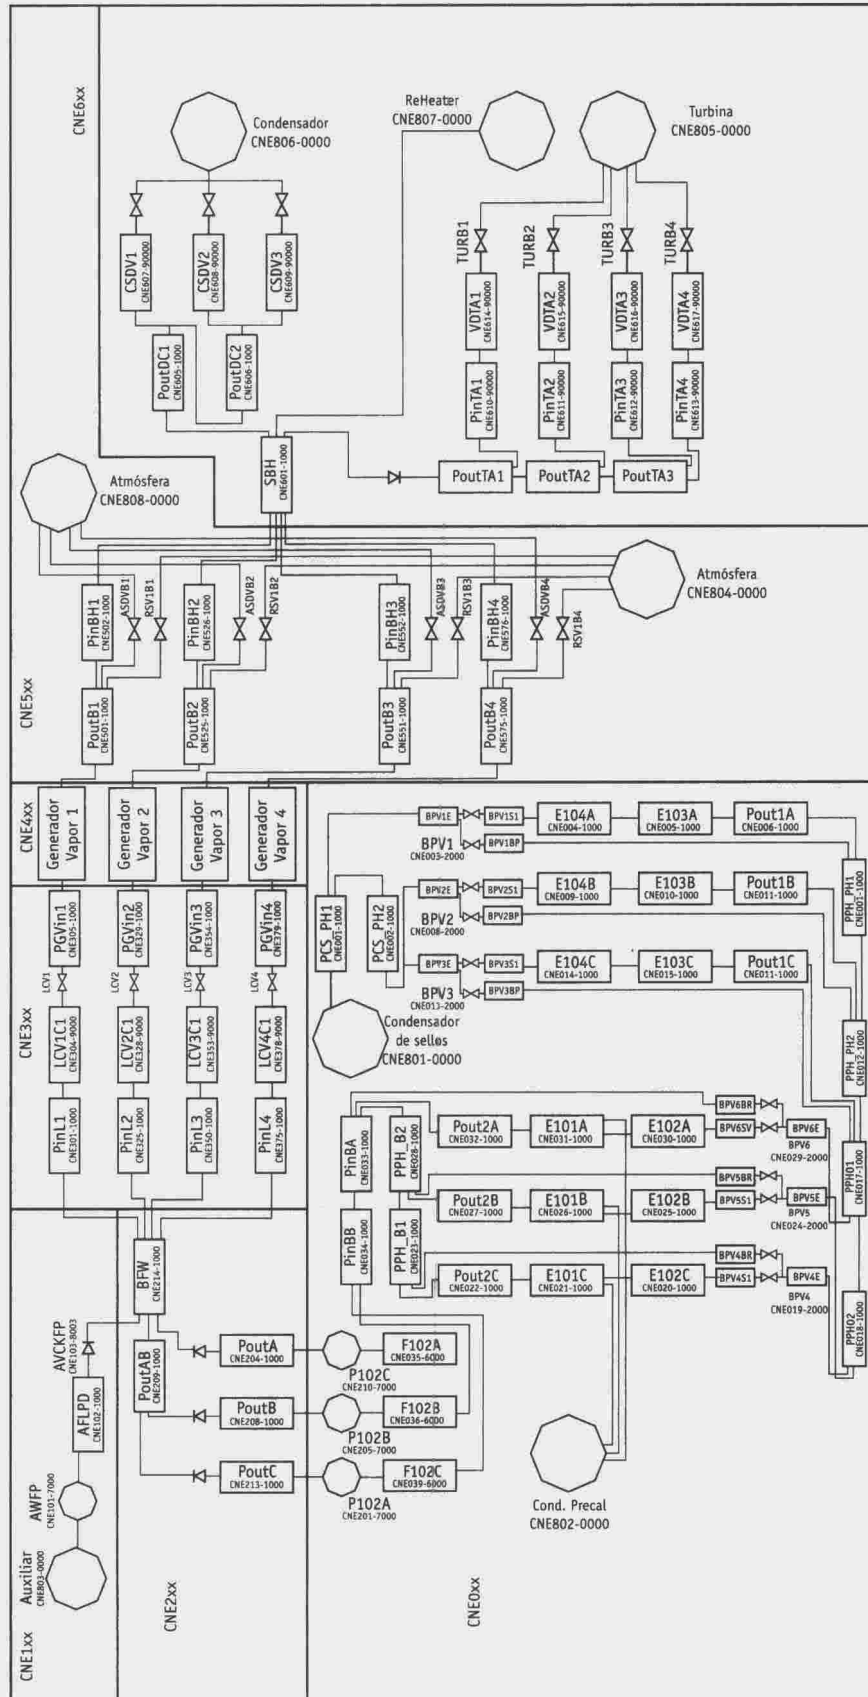 CNE6xx
Condensador
CNE806-0000
ReHeater
CNE807-0000
Turbina
CNE805-0000
CSDV1
CNE607-90000
CSDV2
CNE608-90000
CSDV3
CNE609-90000
PoutDC1
CNE605-1000
PoutDC2
CNE606-1000
TURB1
TURB2
TURB3
TURB4
VDTA1
CNE614-90000
VDTA2
CNE615-90000
VDTA3
CNE616-90000
VDTA4
CNE617-90000
PinTA1
CNE610-90000
PinTA2
CNE611-90000
PinTA3
CNE612-90000
PinTA4
CNE613-90000
SBH
CNE601-1000
PoutTA1
PoutTA2
PoutTA3
Atmósfera
CNE808-0000
Atmósfera
CNE804-0000
CNE5xx
PinBH1
CNE502-1000
ASDVB1
RSV1B1
PinBH2
CNE526-1000
ASDVB2
RSV1B2
PinBH3
CNE552-1000
ASDVB3
RSV1B3
PinBH4
CNE576-1000
ASDVB4
RSV1B4
PoutB1
CNE501-1000
PoutB2
CNE525-1000
PoutB3
CNE551-1000
PoutB4
CNE575-1000
CNE4xx
Generador
Vapor 1
Generador
Vapor 2
Generador
Vapor 3
Generador
Vapor 4
CNE3xx
PGVin1
CNE305-1000
PGVin2
CNE329-1000
PGVin3
CNE354-1000
PGVin4
CNE379-1000
LCV1
LCV2
LCV3
LCV4
LCV1C1
CNE304-9000
LCV2C1
CNE328-9000
LCV3C1
CNE353-9000
LCV4C1
CNE378-9000
PinL1
CNE301-1000
PinL2
CNE325-1000
PinL3
CNE350-1000
PinL4
CNE375-1000
CNE1xx
Auxiliar
CNE803-0000
AWFP
CNE101-7000
AFLPD
CNE102-1000
AVCKFP
CNE103-8003
CNE2xx
BFW
CNE214-1000
PoutAB
CNE209-1000
PoutA
CNE204-1000
PoutB
CNE208-1000
PoutC
CNE213-1000
CNE0xx
P102C
CNE210-7000
P102B
CNE205-7000
P102A
CNE201-7000
F102A
CNE035-6000
F102B
CNE036-6000
F102C
CNE039-6000
PCS_PH1
CNE001-1000
PCS_PH2
CNE002-1000
Condensador
de sellos
CNE801-0000
BPV1E
BPV1S1
BPV1BP
BPV1
CNE003-2000
E104A
CNE004-1000
E103A
CNE005-1000
Pout1A
CNE006-1000
BPV2E
BPV2S1
BPV2BP
BPV2
CNE008-2000
E104B
CNE009-1000
E103B
CNE010-1000
Pout1B
CNE011-1000
BPV3E
BPV3S1
BPV3BP
BPV3
CNE013-2000
E104C
CNE014-1000
E103C
CNE015-1000
Pout1C
CNE011-1000
PPH_PH1
CNE001-1000
PPH_PH2
CNE012-1000
PPH01
CNE017-1000
PPH02
CNE018-1000
PinBA
CNE033-1000
PinBB
CNE034-1000
PPH_B2
CNE028-1000
PPH_B1
CNE023-1000
Pout2A
CNE032-1000
E101A
CNE031-1000
E102A
CNE030-1000
BPV6BR
BPV6SV
BPV6E
BPV6
CNE029-2000
Pout2B
CNE027-1000
E101B
CNE026-1000
E102B
CNE025-1000
BPV5BR
BPV5S1
BPV5E
BPV5
CNE024-2000
Pout2C
CNE022-1000
E101C
CNE021-1000
E102C
CNE020-1000
BPV4BR
BPV4S1
BPV4E
BPV4
CNE019-2000
Cond. Precal
CNE802-0000